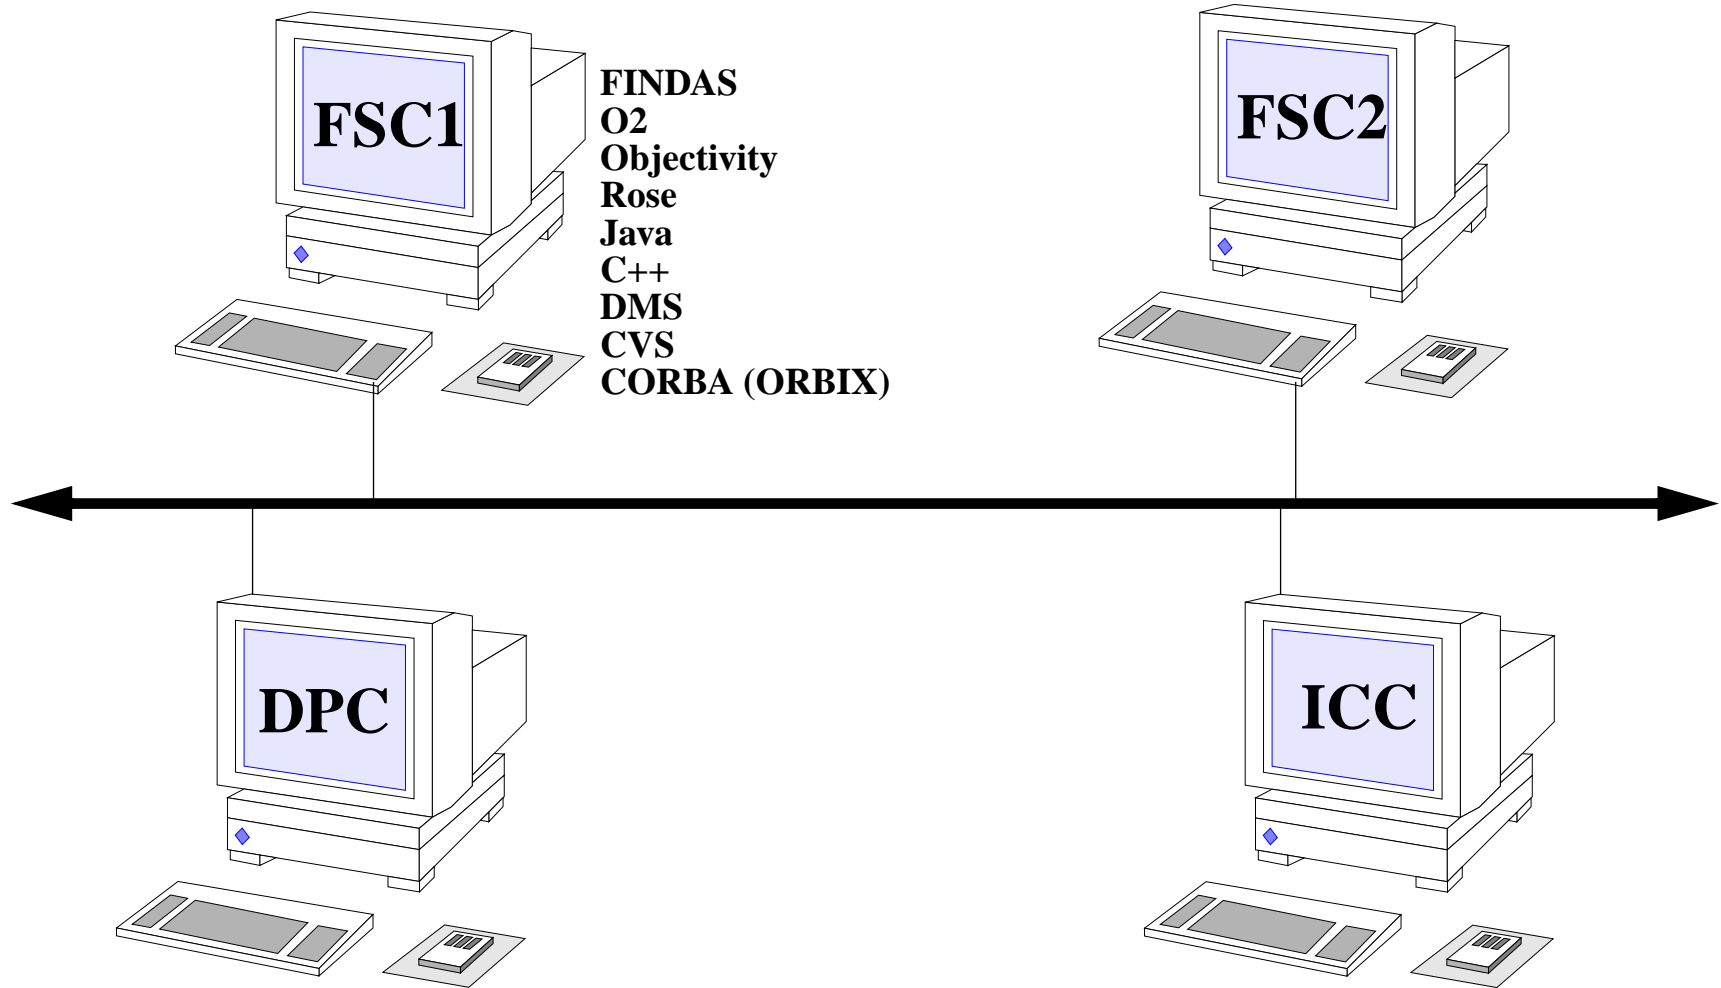 FSC1
FINDAS
O2
Objectivity
Rose
Java
C++
DMS
CVS
CORBA (ORBIX)
FSC2
DPC
ICC